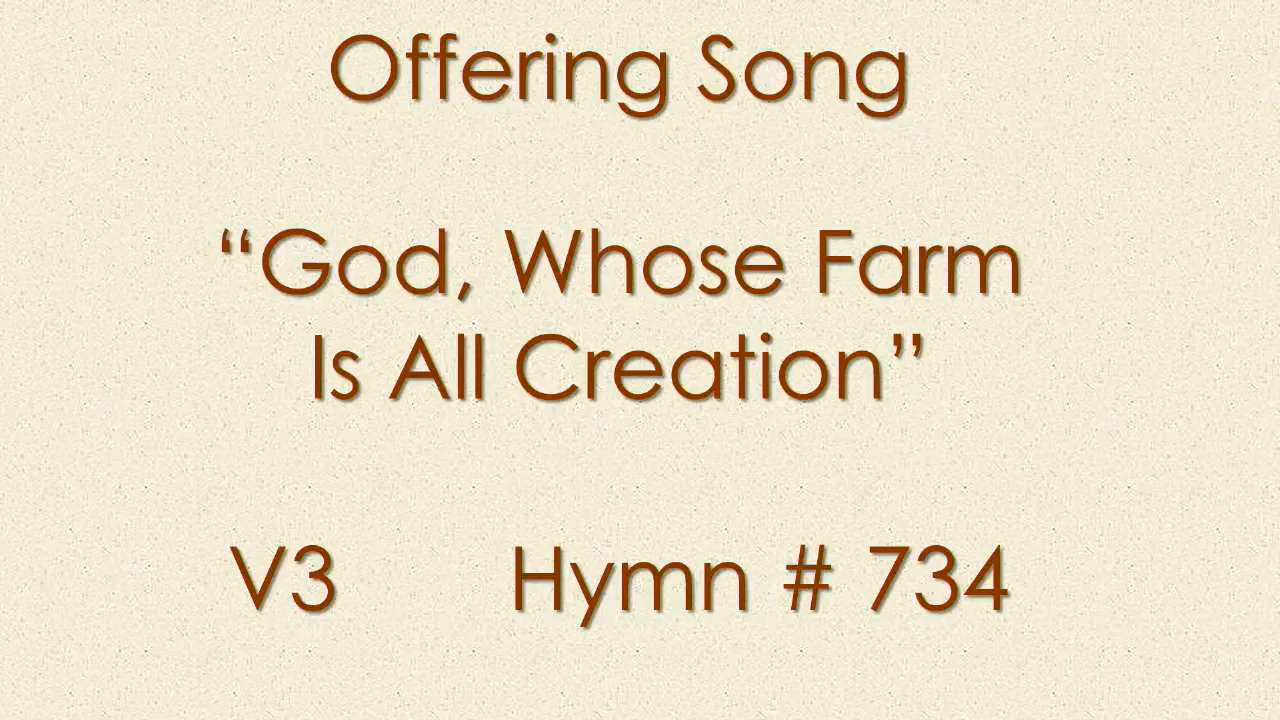 Offering Song
“God, Whose Farm
Is All Creation”
V3 Hymn # 734